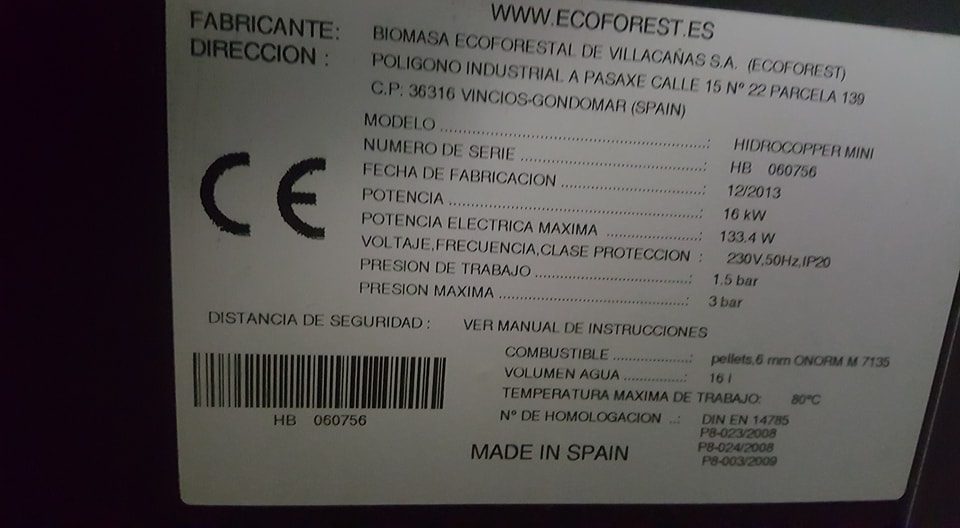 WWW.ECOFOREST.ES
FABRICANTE: BIOMASA ECOFORESTAL DE VILLACAÑAS S.A. (ECOFOREST)
DIRECCION : POLIGONO INDUSTRIAL A PASAXE CALLE 15 Nº 22 PARCELA 139
C.P: 36316 VINCIOS-GONDOMAR (SPAIN)
CE
MODELO ..........: HIDROCOPPER MINI
NUMERO DE SERIE ..........: HB 060756
FECHA DE FABRICACION ..........: 12/2013
POTENCIA ..........: 16 kW
POTENCIA ELECTRICA MAXIMA ..........: 133.4 W
VOLTAJE,FRECUENCIA,CLASE PROTECCION : 230V,50Hz,IP20
PRESION DE TRABAJO ..........: 1.5 bar
PRESION MAXIMA ..........: 3 bar
DISTANCIA DE SEGURIDAD : VER MANUAL DE INSTRUCCIONES
COMBUSTIBLE ..........: pellets,6 mm ONORM M 7135
VOLUMEN AGUA ..........: 16 l
TEMPERATURA MAXIMA DE TRABAJO: 80ºC
Nº DE HOMOLOGACION ..: DIN EN 14785
P8-023/2008
P8-024/2008
P8-003/2009
HB 060756
MADE IN SPAIN